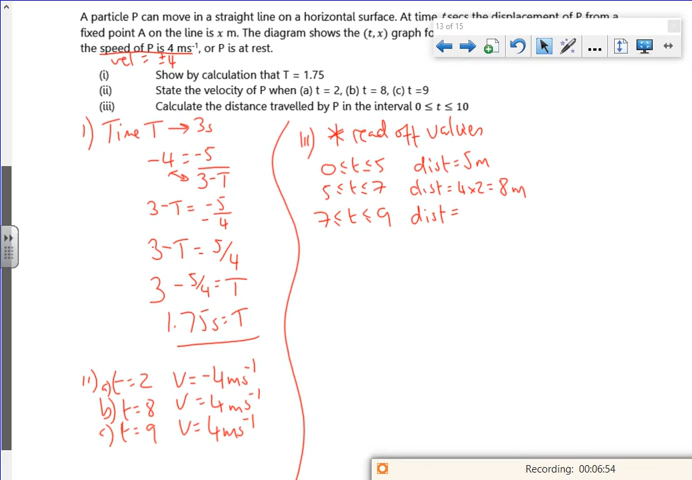 A particle P can move in a straight line on a horizontal surface. At time t secs the displacement of P from a
fixed point A on the line is x m. The diagram shows the (t, x) graph fo
the speed of P is 4 ms⁻¹, or P is at rest.
vel = ±4
13 of 15
(i) Show by calculation that T = 1.75
(ii) State the velocity of P when (a) t = 2, (b) t = 8, (c) t =9
(iii) Calculate the distance travelled by P in the interval 0 ≤ t ≤ 10
i) Time T → 3s
-4 = -5/(3-T)
3-T = -5/-4
3-T = 5/4
3 - 5/4 = T
1.75s = T
ii) a) t = 2 V = -4ms⁻¹
b) t = 8 V = 4ms⁻¹
c) t = 9 V = 4ms⁻¹
iii) * read off values
0 ≤ t ≤ 5 dist = 5m
5 ≤ t ≤ 7 dist = 4x2 = 8m
7 ≤ t ≤ 9 dist =
Recording: 00:06:54